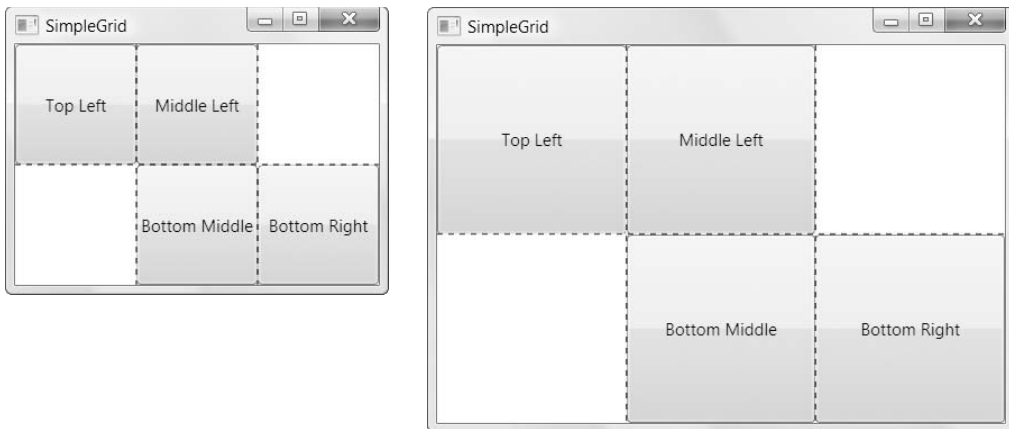 SimpleGrid
Top Left
Middle Left
Bottom Middle
Bottom Right
SimpleGrid
Top Left
Middle Left
Bottom Middle
Bottom Right